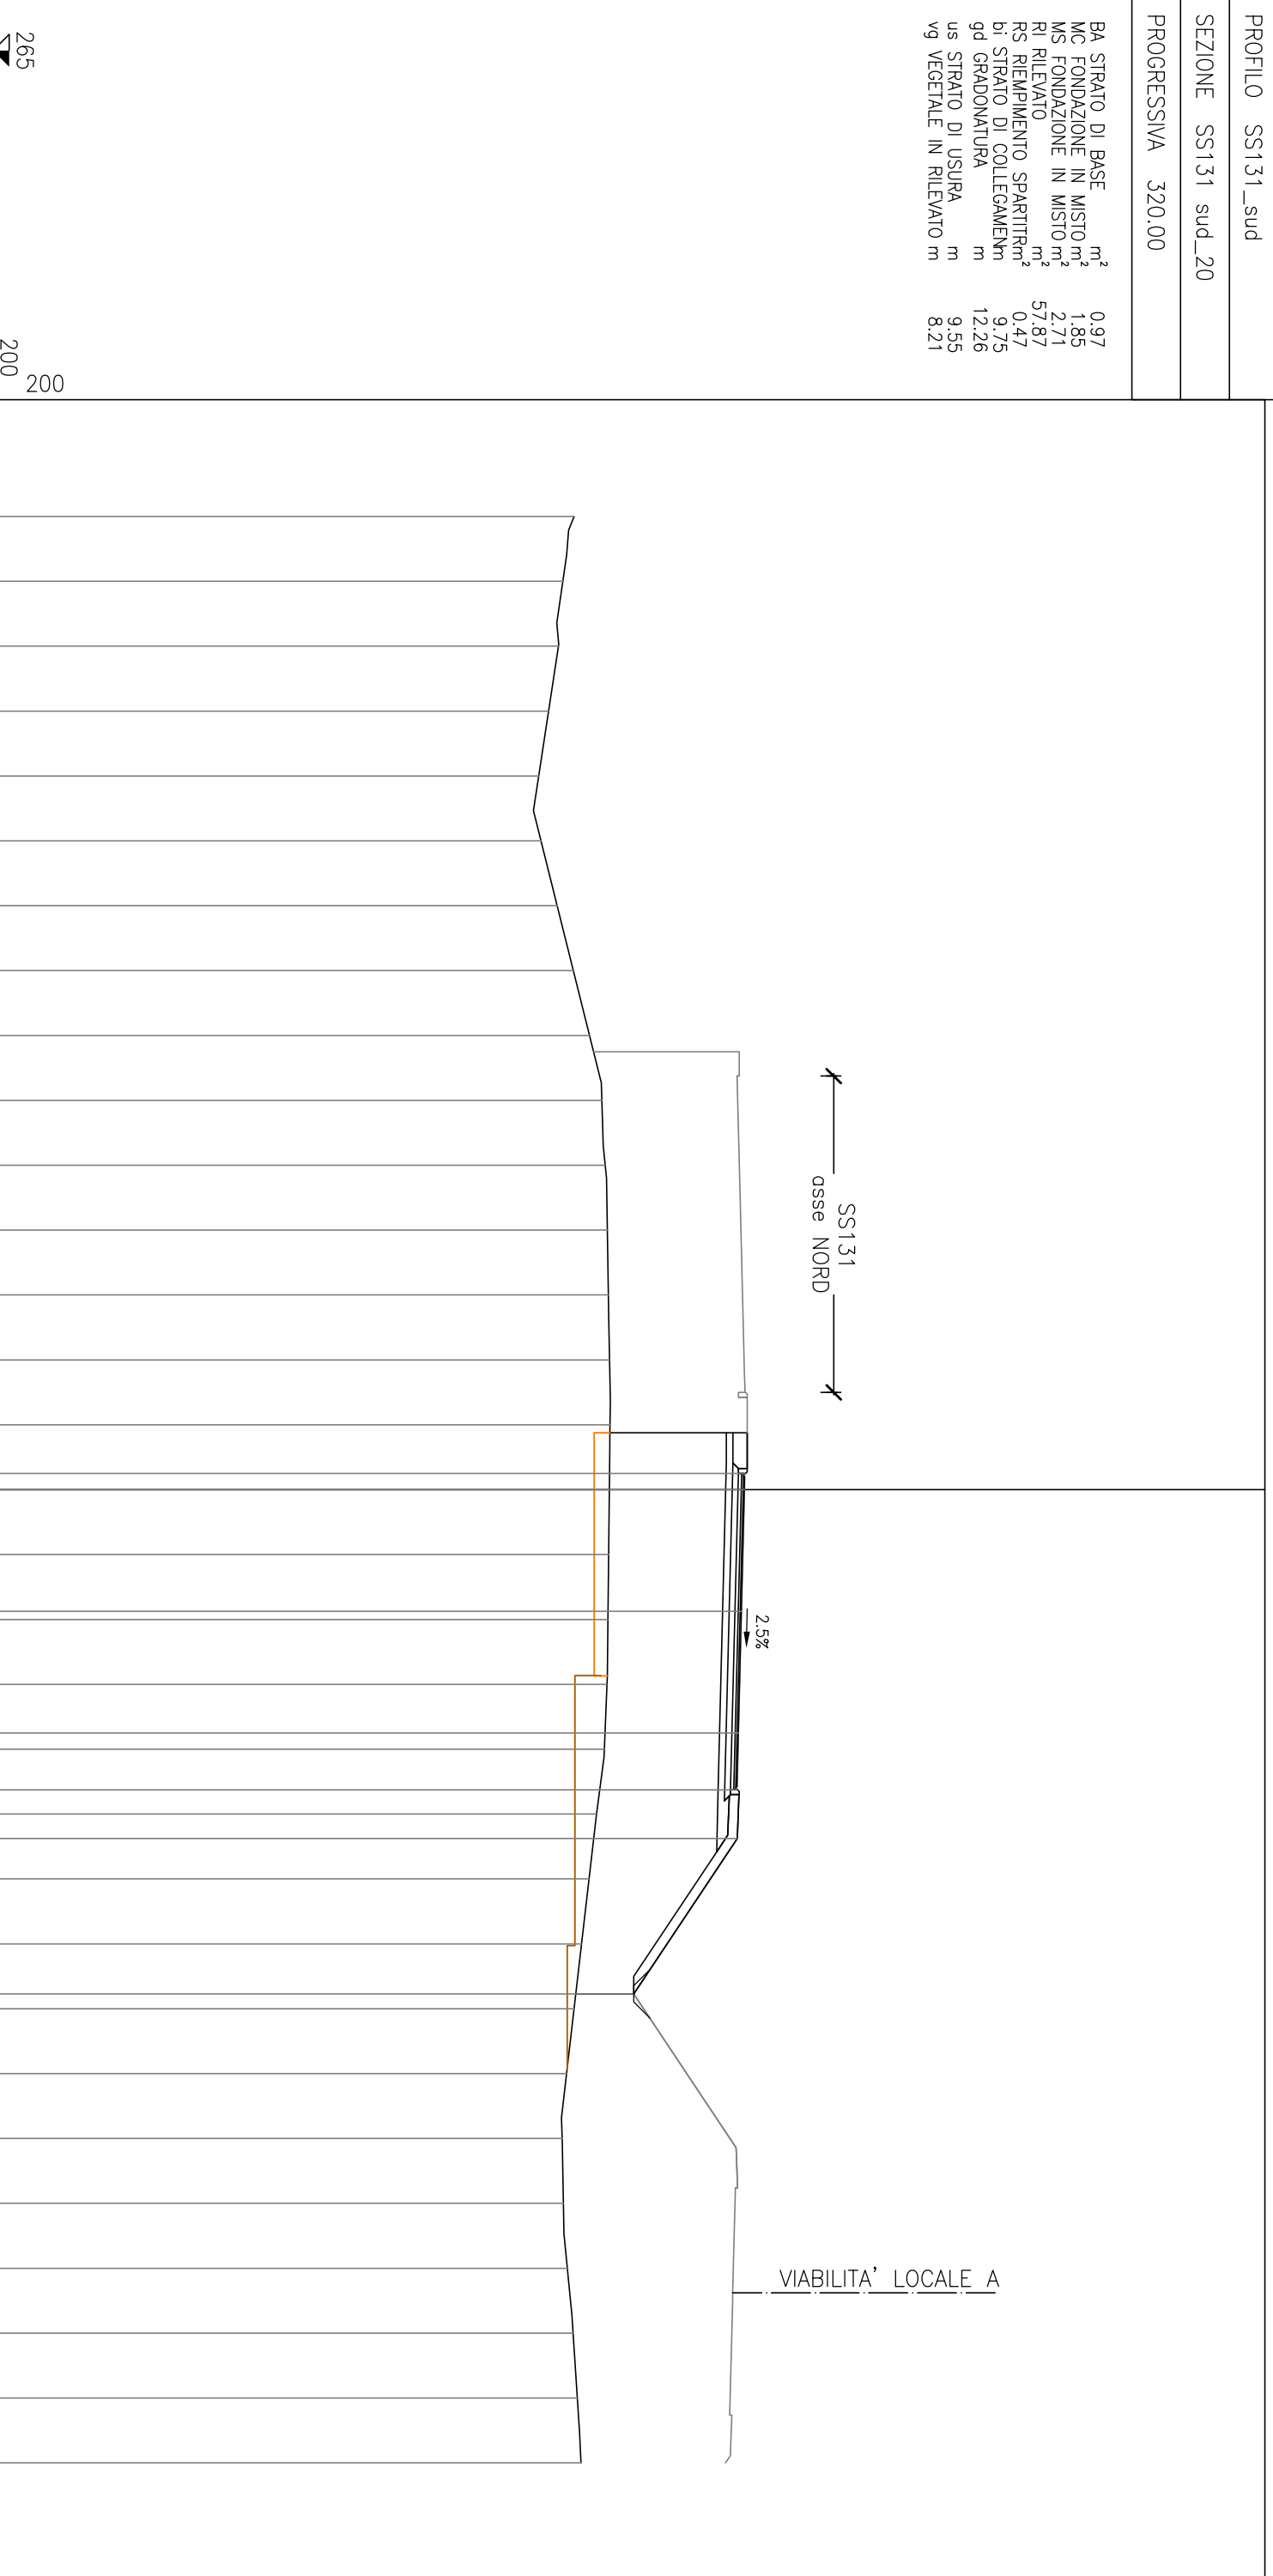 PROFILO SS131_sud
SEZIONE SS131 sud_20
PROGRESSIVA 320.00
BA STRATO DI BASE m² 0.97
MC FONDAZIONE IN MISTO m² 1.85
MS FONDAZIONE IN MISTO m² 2.71
RI RILEVATO m² 57.87
RS RIEMPIMENTO SPARTITR m² 0.47
bi STRATO DI COLLEGAMEN m 9.75
gd GRADONATURA m 12.26
us STRATO DI USURA m 9.55
vg VEGETALE IN RILEVATO m 8.21
SS131
asse NORD
2.5%
VIABILITA' LOCALE A
265
200
200